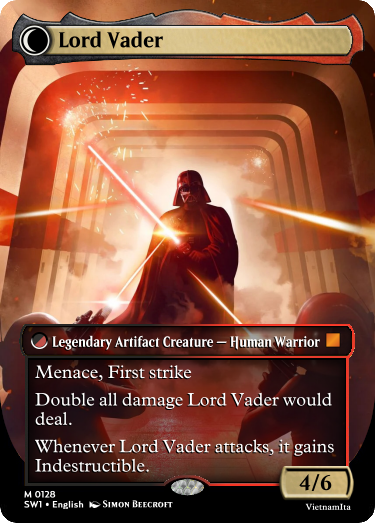 Lord Vader
Legendary Artifact Creature — Human Warrior
Menace, First strike
Double all damage Lord Vader would
deal.
Whenever Lord Vader attacks, it gains
Indestructible.
4/6
M 0128
SW1 • English Simon Beecroft
VietnamIta